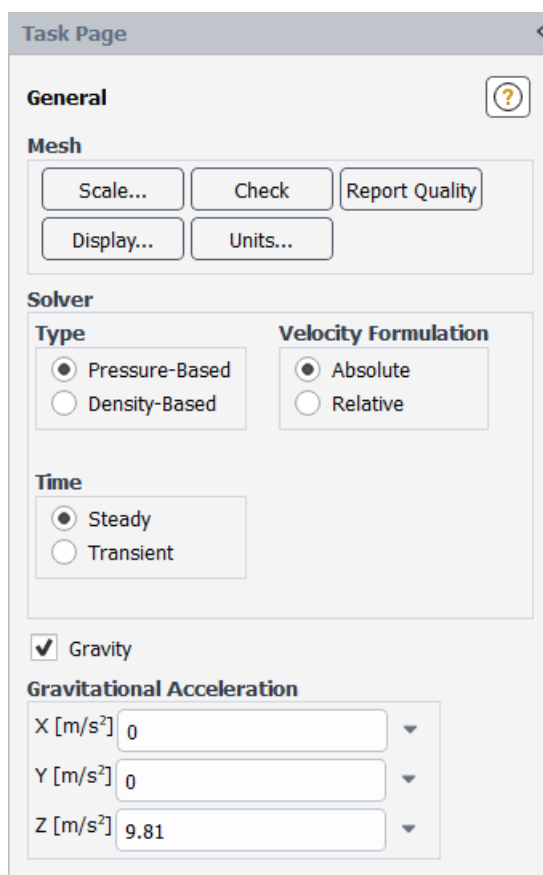 Task Page
General
Mesh
Scale... Check Report Quality
Display... Units...
Solver
Type Velocity Formulation
Pressure-Based Absolute
Density-Based Relative
Time
Steady
Transient
Gravity
Gravitational Acceleration
X [m/s²] 0
Y [m/s²] 0
Z [m/s²] 9.81